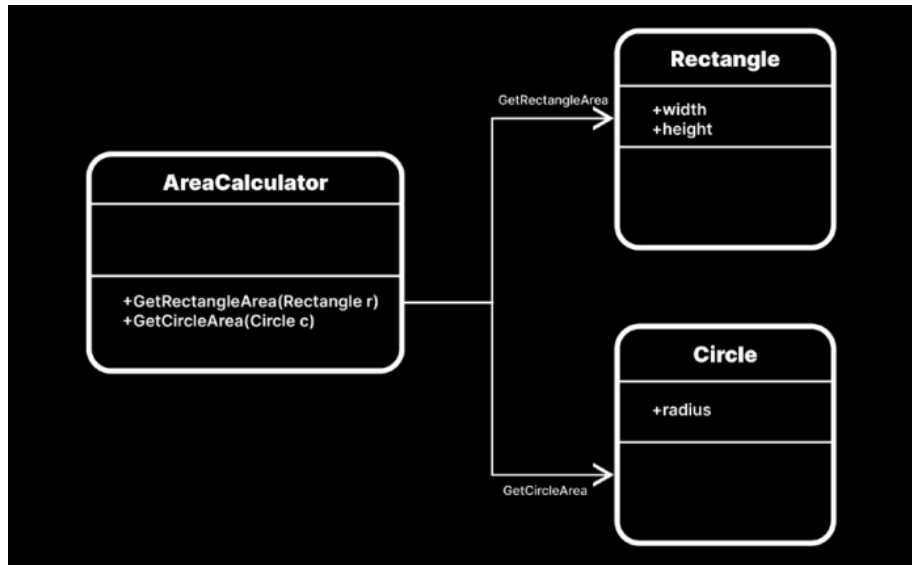 AreaCalculator
+GetRectangleArea(Rectangle r)
+GetCircleArea(Circle c)
GetRectangleArea
Rectangle
+width
+height
GetCircleArea
Circle
+radius